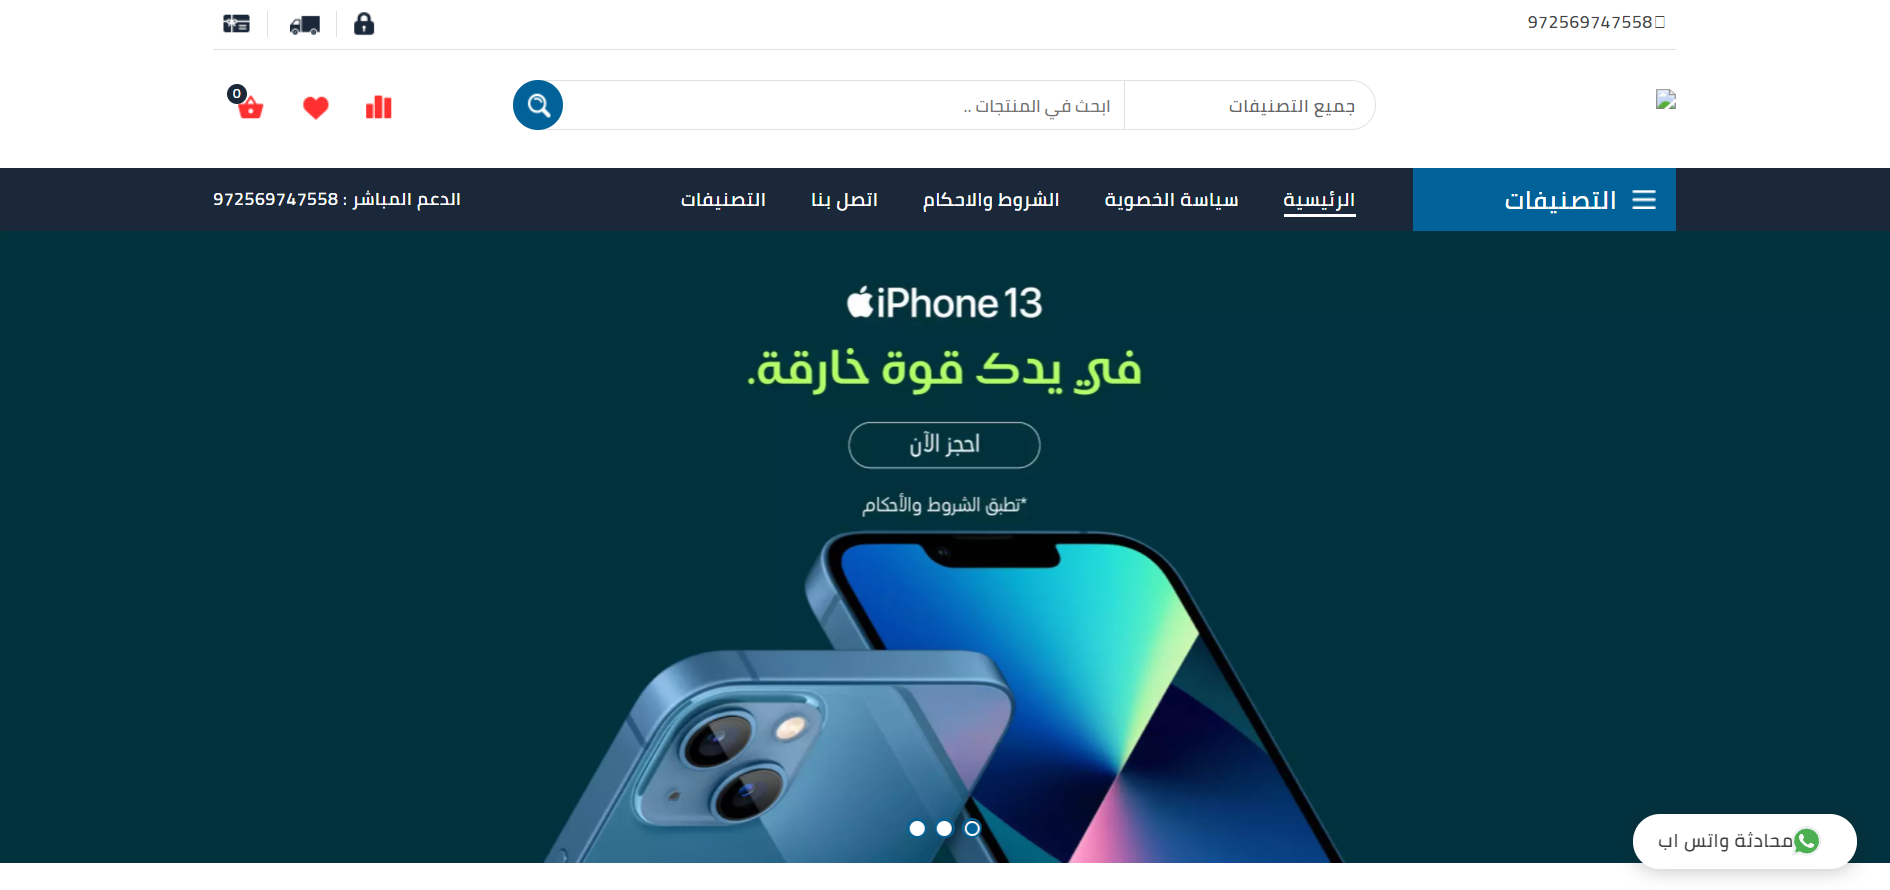 972569747558
جميع التصنيفات
ابحث في المنتجات ..
0
التصنيفات
الرئيسية
سياسة الخصوية
الشروط والاحكام
اتصل بنا
التصنيفات
الدعم المباشر : 972569747558
iPhone 13
في يدك قوة خارقة.
احجز الآن
*تطبق الشروط والأحكام
محادثة واتس اب